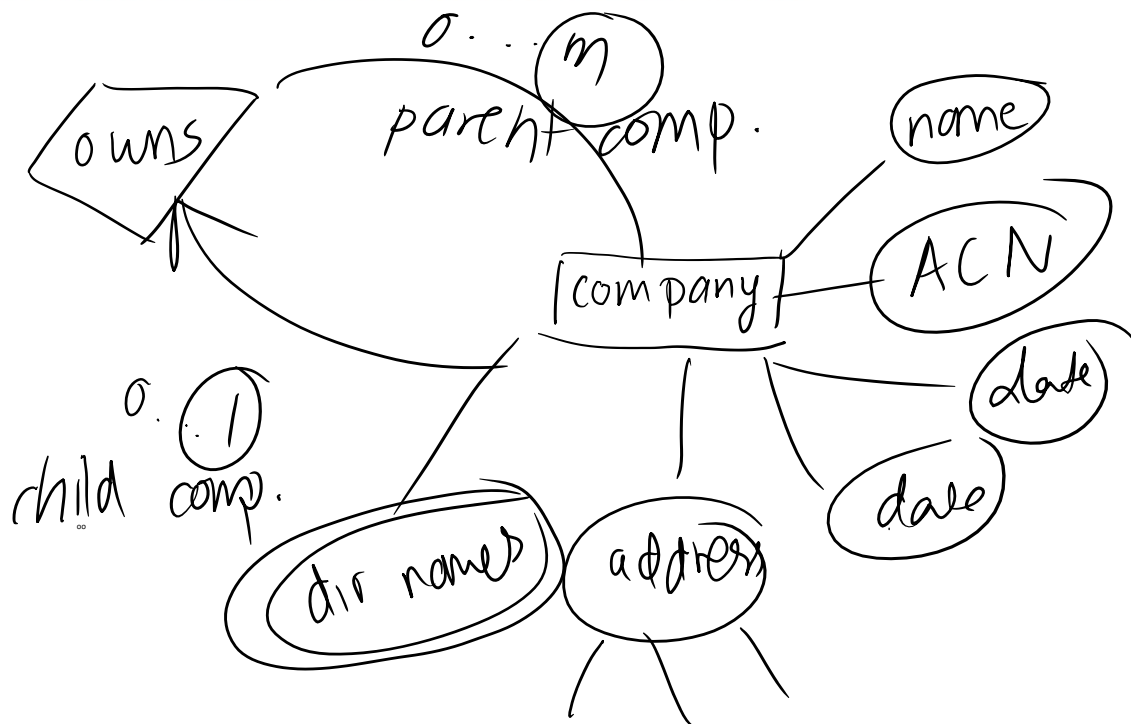 0....m
parent comp.
owns
name
ACN
company
date
0...1
child comp.
date
dir names
address